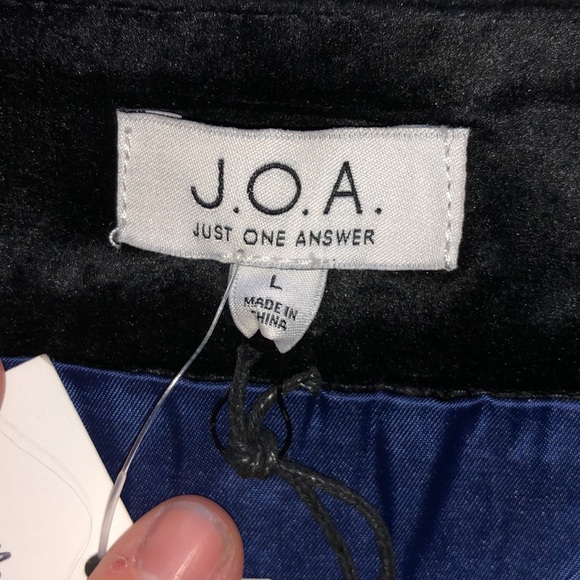 J.O.A.
JUST ONE ANSWER
L
MADE IN
CHINA